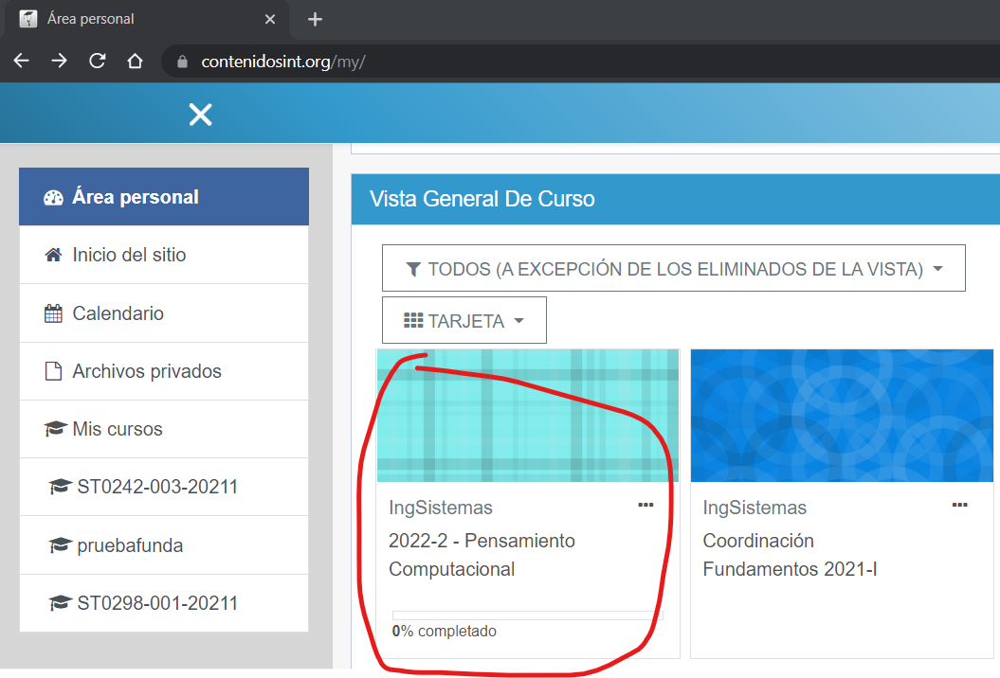 Área personal
contenidosint.org/my/
Área personal
Inicio del sitio
Calendario
Archivos privados
Mis cursos
ST0242-003-20211
pruebafunda
ST0298-001-20211
Vista General De Curso
TODOS (A EXCEPCIÓN DE LOS ELIMINADOS DE LA VISTA)
TARJETA
IngSistemas
2022-2 - Pensamiento
Computacional
0% completado
IngSistemas
Coordinación
Fundamentos 2021-I